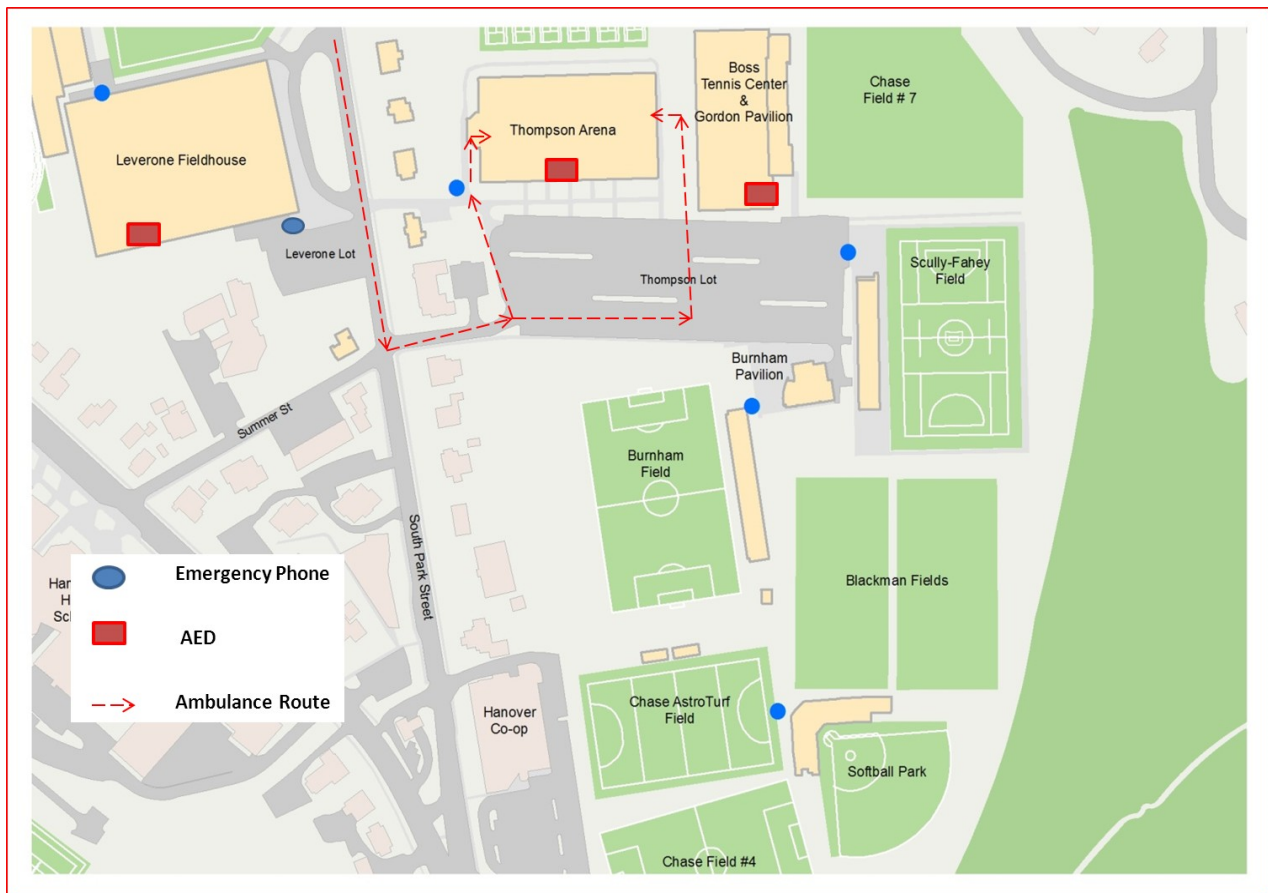 Boss
Tennis Center
&
Gordon Pavilion
Chase
Field # 7
Thompson Arena
Leverone Fieldhouse
Leverone Lot
Thompson Lot
Scully-Fahey
Field
Burnham
Pavilion
Summer St
Burnham
Field
South Park Street
Blackman Fields
Emergency Phone
AED
Ambulance Route
Chase AstroTurf
Field
Hanover
Co-op
Softball Park
Chase Field #4